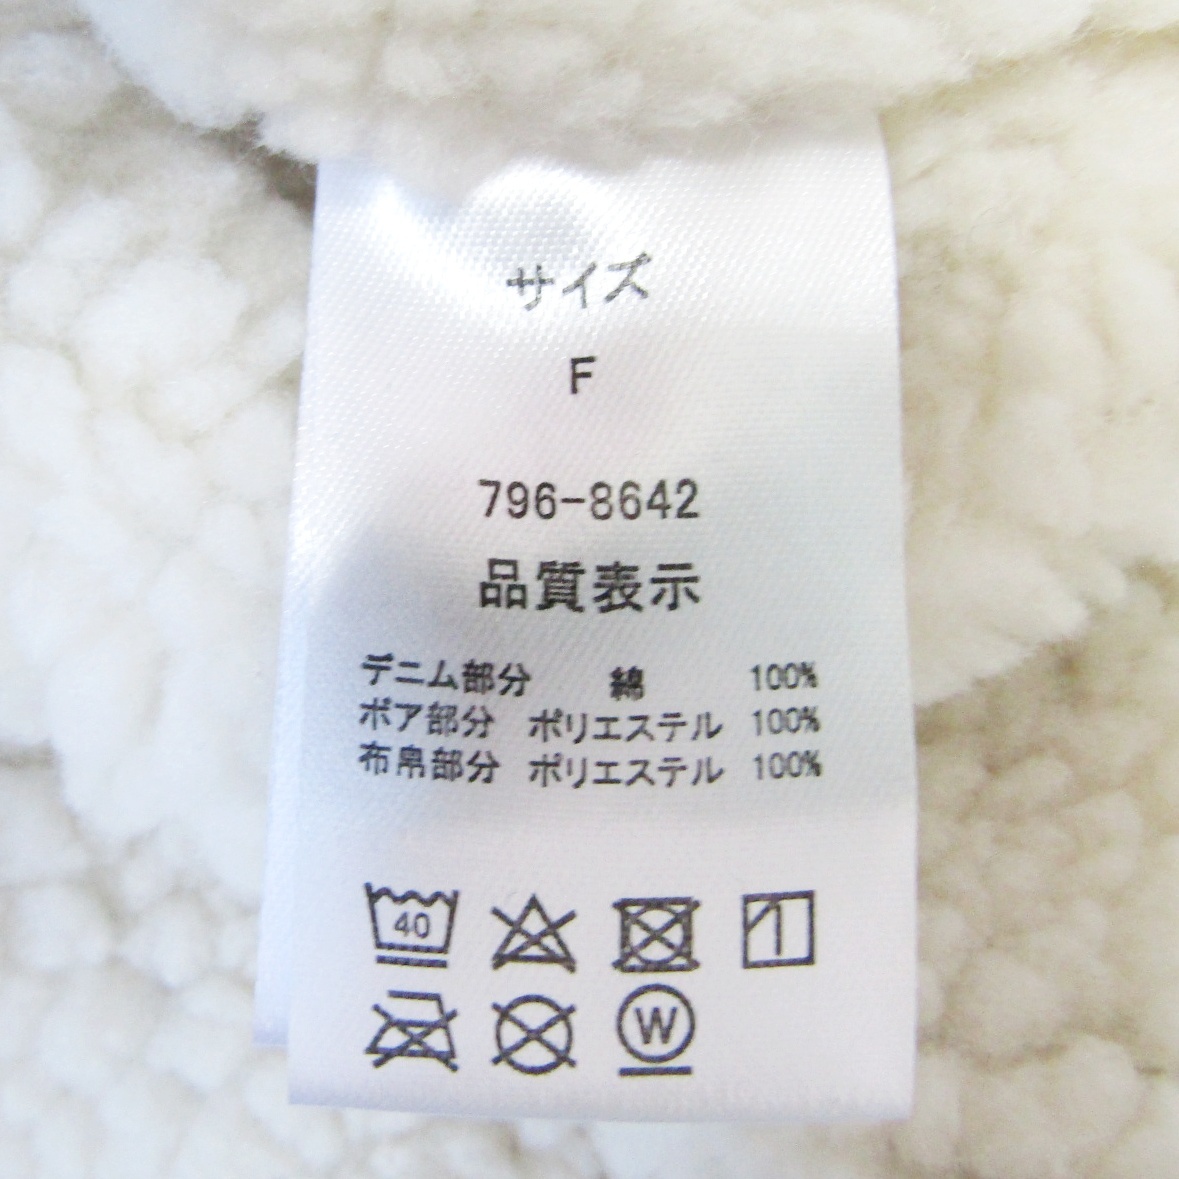 サイズ
F
796-8642
品質表示
デニム部分 綿 100%
ボア部分 ポリエステル 100%
布帛部分 ポリエステル 100%
40
W